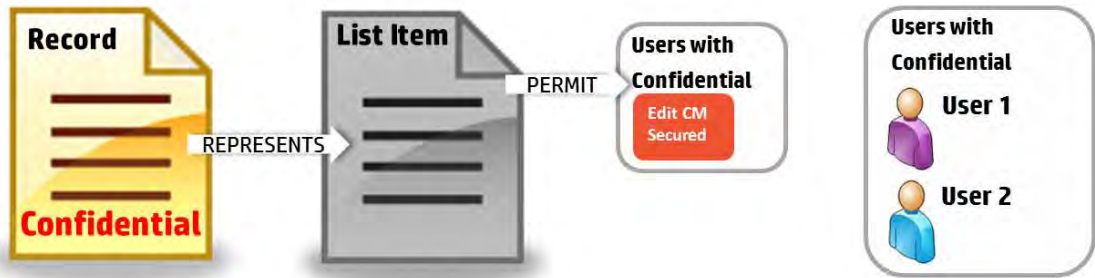 Record
Confidential
REPRESENTS
List Item
PERMIT
Users with
Confidential
Edit CM
Secured
Users with
Confidential
User 1
User 2